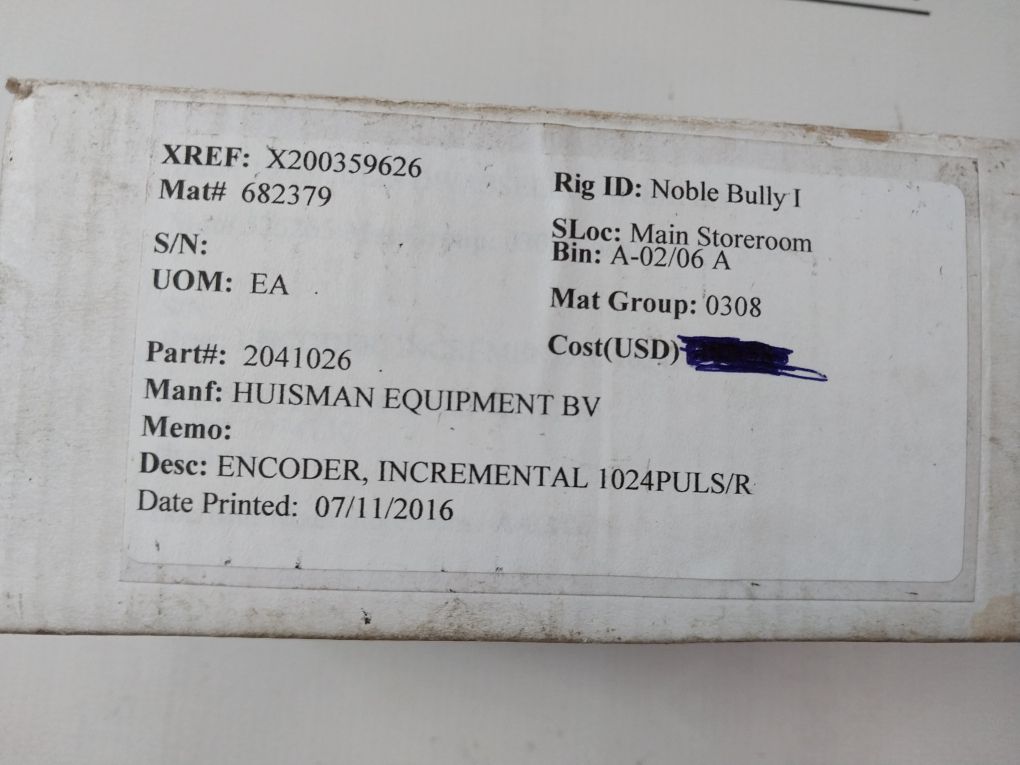 XREF: X200359626
Mat# 682379
S/N:
UOM: EA
Part#: 2041026
Manf: HUISMAN EQUIPMENT BV
Memo:
Desc: ENCODER, INCREMENTAL 1024PULS/R
Date Printed: 07/11/2016
Rig ID: Noble Bully I
SLoc: Main Storeroom
Bin: A-02/06 A
Mat Group: 0308
Cost(USD)